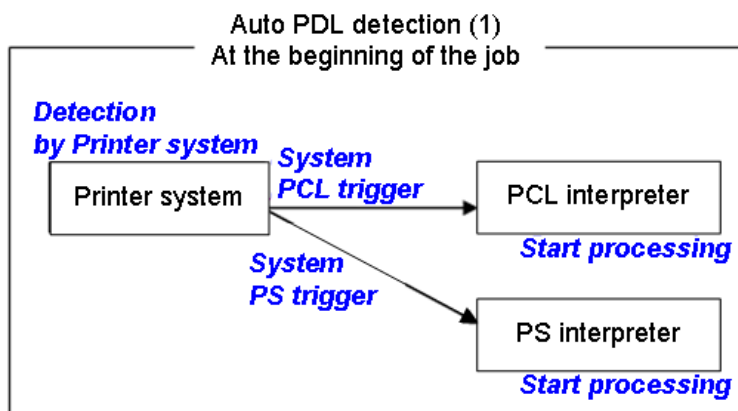 Auto PDL detection (1)
At the beginning of the job
Detection
by Printer system
System
PCL trigger
Printer system
PCL interpreter
Start processing
System
PS trigger
PS interpreter
Start processing